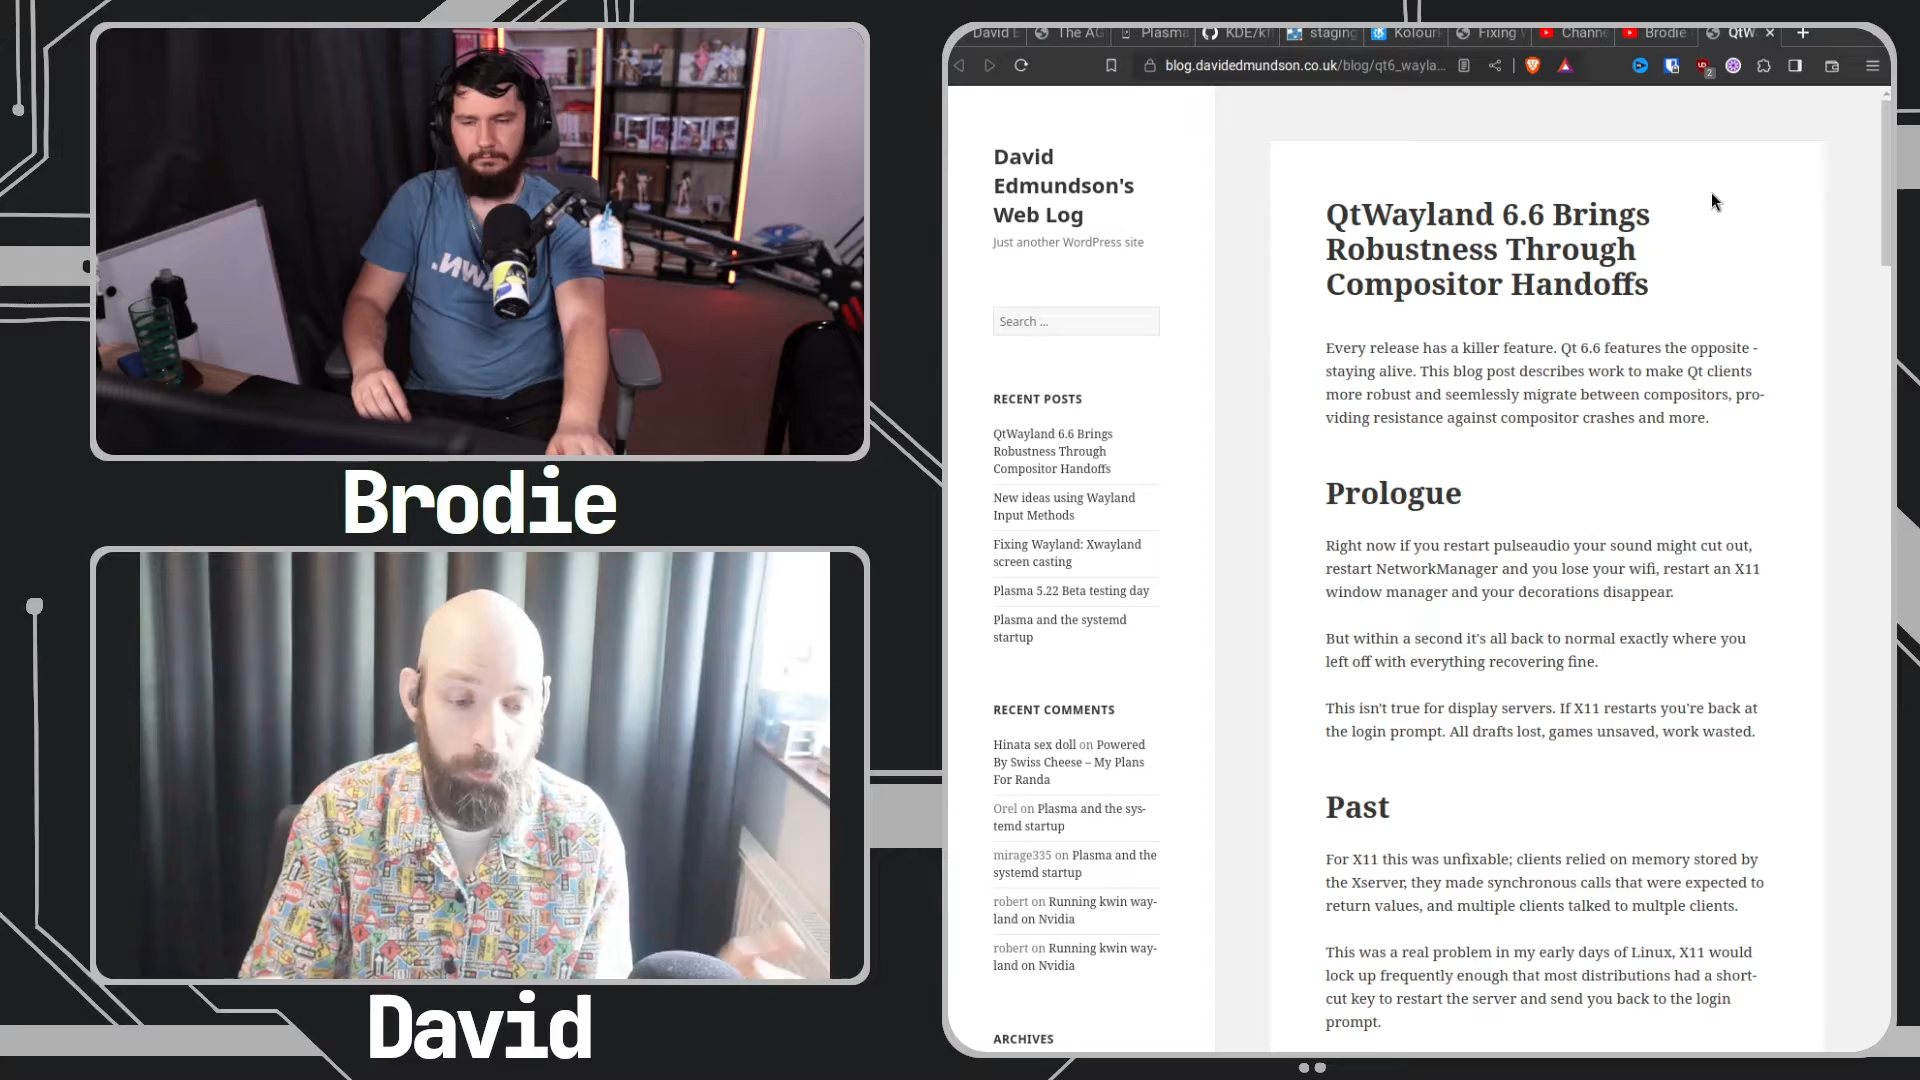 Brodie
David
David E
The AG
Plasma
KDE/kf
staging
Kolour
Fixing
Chann
Brodie
QtW
blog.davidedmundson.co.uk/blog/qt6_wayla...
2
David
Edmundson's
Web Log
Just another WordPress site
Search ...
RECENT POSTS
QtWayland 6.6 Brings
Robustness Through
Compositor Handoffs
New ideas using Wayland
Input Methods
Fixing Wayland: Xwayland
screen casting
Plasma 5.22 Beta testing day
Plasma and the systemd
startup
RECENT COMMENTS
Hinata sex doll on Powered
By Swiss Cheese – My Plans
For Randa
Orel on Plasma and the sys-
temd startup
mirage335 on Plasma and the
systemd startup
robert on Running kwin way-
land on Nvidia
robert on Running kwin way-
land on Nvidia
ARCHIVES
QtWayland 6.6 Brings
Robustness Through
Compositor Handoffs
Every release has a killer feature. Qt 6.6 features the opposite -
staying alive. This blog post describes work to make Qt clients
more robust and seemlessly migrate between compositors, pro-
viding resistance against compositor crashes and more.
Prologue
Right now if you restart pulseaudio your sound might cut out,
restart NetworkManager and you lose your wifi, restart an X11
window manager and your decorations disappear.
But within a second it's all back to normal exactly where you
left off with everything recovering fine.
This isn't true for display servers. If X11 restarts you're back at
the login prompt. All drafts lost, games unsaved, work wasted.
Past
For X11 this was unfixable; clients relied on memory stored by
the Xserver, they made synchronous calls that were expected to
return values, and multiple clients talked to multple clients.
This was a real problem in my early days of Linux, X11 would
lock up frequently enough that most distributions had a short-
cut key to restart the server and send you back to the login
prompt.